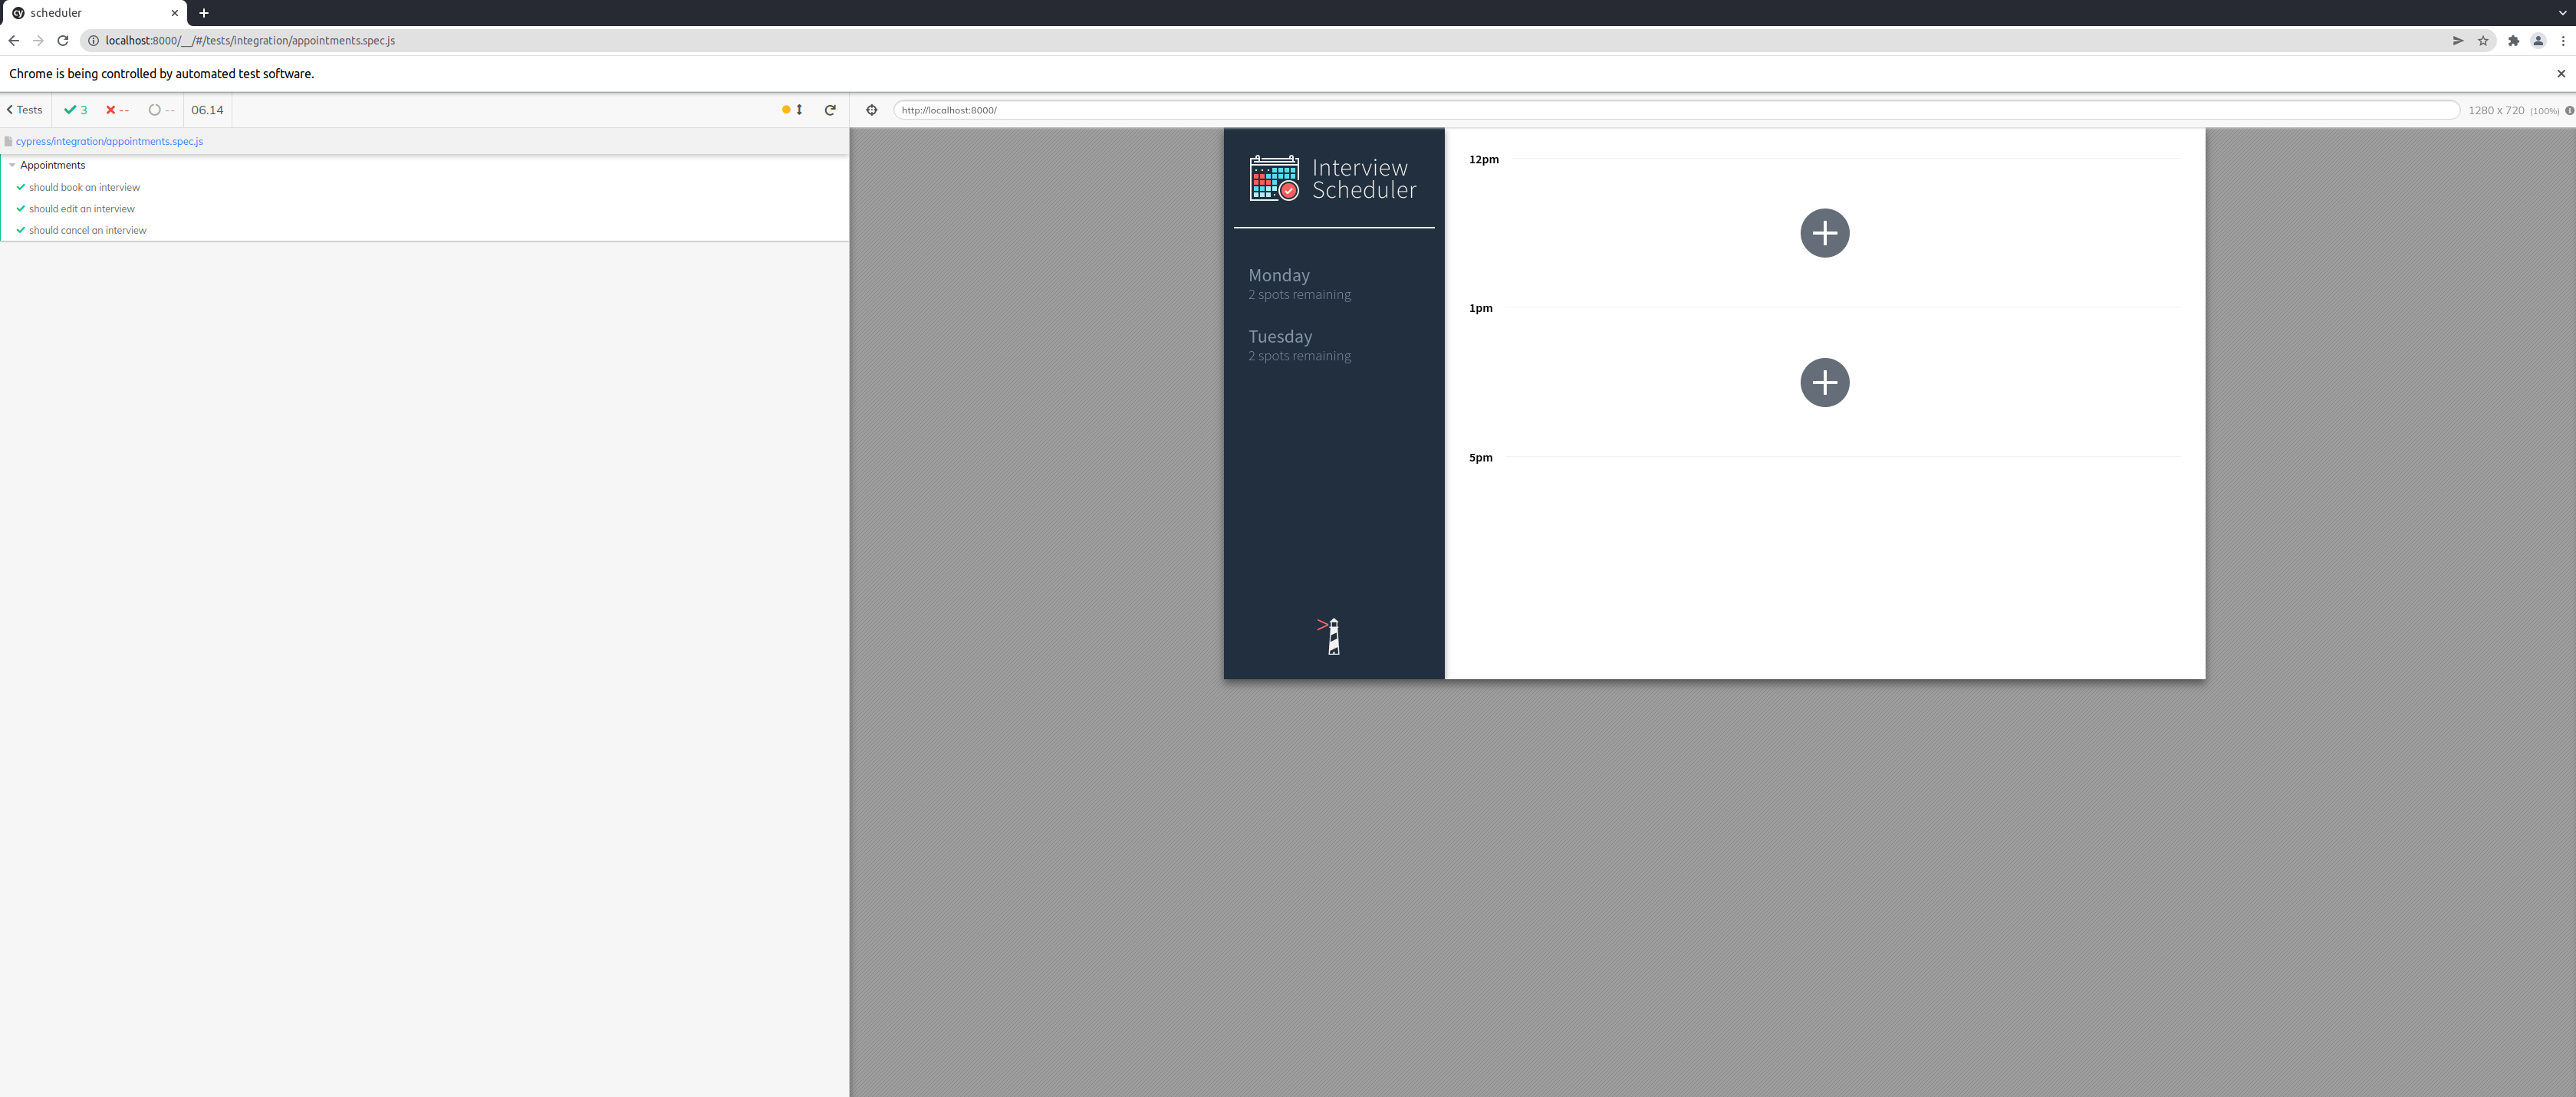 cy scheduler
localhost:8000/__/#/tests/integration/appointments.spec.js
Chrome is being controlled by automated test software.
Tests 3 -- -- 06.14
http://localhost:8000/ 1280 x 720 (100%)
cypress/integration/appointments.spec.js
Appointments
should book an interview
should edit an interview
should cancel an interview
Interview
Scheduler
Monday
2 spots remaining
Tuesday
2 spots remaining
12pm
1pm
5pm